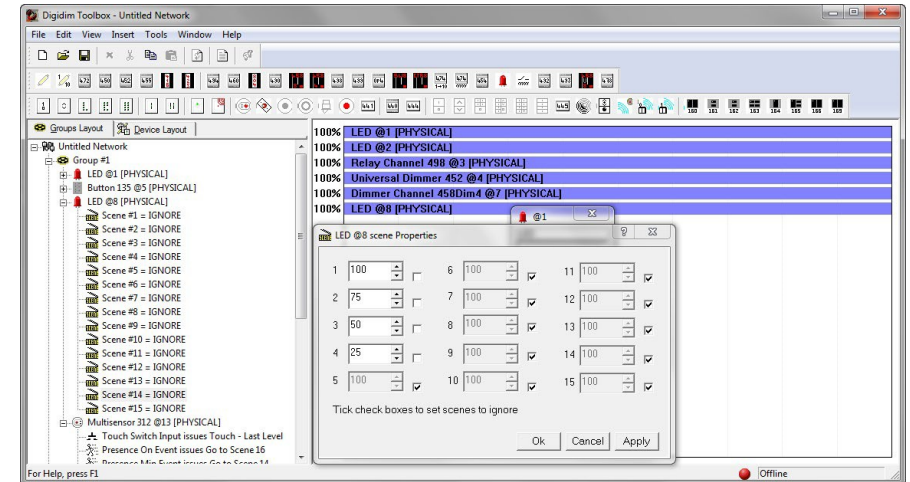 Digidim Toolbox - Untitled Network
File Edit View Insert Tools Window Help
Groups Layout Device Layout
Untitled Network
Group #1
LED @1 [PHYSICAL]
Button 135 @5 [PHYSICAL]
LED @8 [PHYSICAL]
Scene #1 = IGNORE
Scene #2 = IGNORE
Scene #3 = IGNORE
Scene #4 = IGNORE
Scene #5 = IGNORE
Scene #6 = IGNORE
Scene #7 = IGNORE
Scene #8 = IGNORE
Scene #9 = IGNORE
Scene #10 = IGNORE
Scene #11 = IGNORE
Scene #12 = IGNORE
Scene #13 = IGNORE
Scene #14 = IGNORE
Scene #15 = IGNORE
Multisensor 312 @13 [PHYSICAL]
Touch Switch Input issues Touch - Last Level
Presence On Event issues Go to Scene 16
Presence Min Event issues Go to Scene 14
100% LED @1 [PHYSICAL]
100% LED @2 [PHYSICAL]
100% Relay Channel 498 @3 [PHYSICAL]
100% Universal Dimmer 452 @4 [PHYSICAL]
100% Dimmer Channel 458Dim4 @7 [PHYSICAL]
100% LED @8 [PHYSICAL]
@1
LED @8 scene Properties
1 100 6 100 11 100
2 75 7 100 12 100
3 50 8 100 13 100
4 25 9 100 14 100
5 100 10 100 15 100
Tick check boxes to set scenes to ignore
Ok Cancel Apply
For Help, press F1
Offline